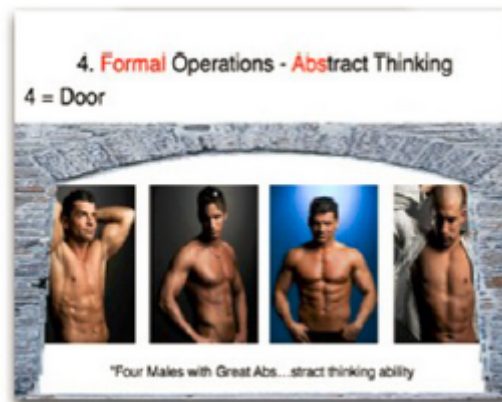 4. Formal Operations - Abstract Thinking
4 = Door
"Four Males with Great Abs...stract thinking ability